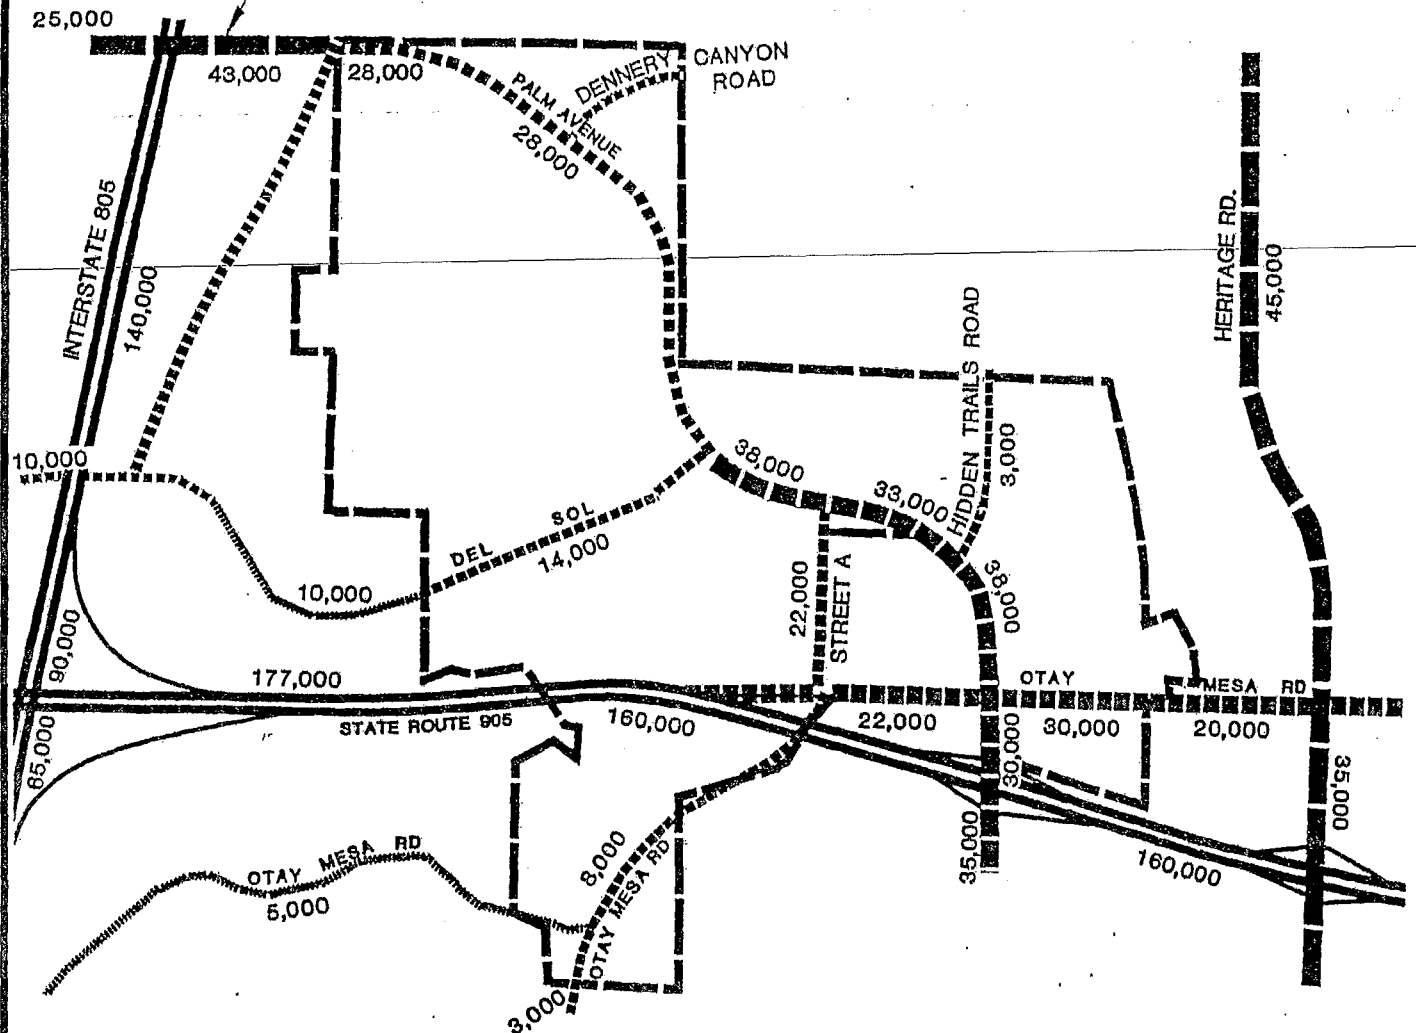 25,000
43,000
28,000
PALM AVENUE
28,000
DENNERY
CANYON
ROAD
INTERSTATE 805
140,000
HERITAGE RD.
45,000
10,000
38,000
33,000
HIDDEN TRAILS ROAD
3,000
DEL SOL
14,000
10,000
22,000
STREET A
38,000
90,000
177,000
STATE ROUTE 905
160,000
65,000
OTAY MESA RD
22,000
30,000
20,000
30,000
35,000
35,000
160,000
OTAY MESA RD
5,000
8,000
OTAY MESA RD
3,000